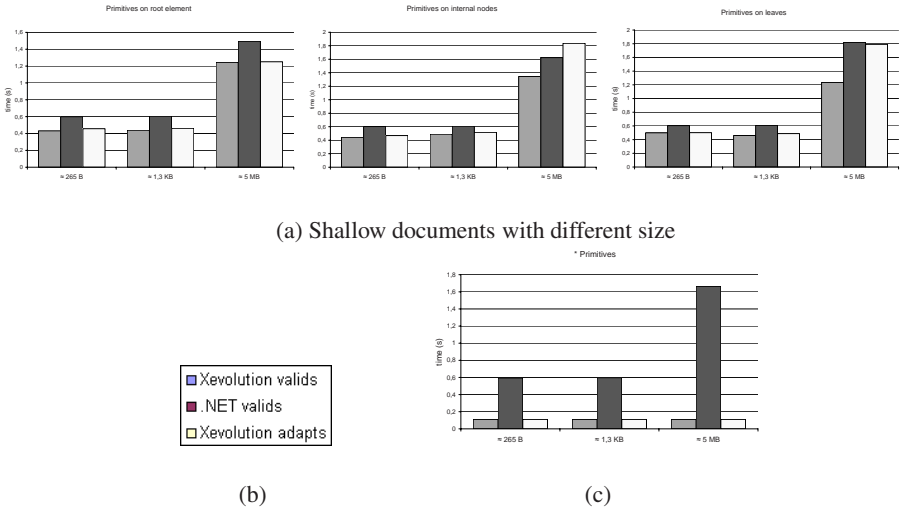 Primitives on root element
Primitives on internal nodes
Primitives on leaves
time (s)
1,6
1,4
1,2
1
0,8
0,6
0,4
0,2
0
≈ 265 B
≈ 1,3 KB
≈ 5 MB
time (s)
2
1,8
1,6
1,4
1,2
1
0,8
0,6
0,4
0,2
0
≈ 265 B
≈ 1,3 KB
≈ 5 MB
time (s)
2
1,8
1,6
1,4
1,2
1
0,8
0,6
0,4
0,2
0
≈ 265 B
≈ 1,3 KB
≈ 5 MB
(a) Shallow documents with different size
* Primitives
time (s)
1,8
1,6
1,4
1,2
1
0,8
0,6
0,4
0,2
0
≈ 265 B
≈ 1,3 KB
≈ 5 MB
Xevolution valids
.NET valids
Xevolution adapts
(b)
(c)